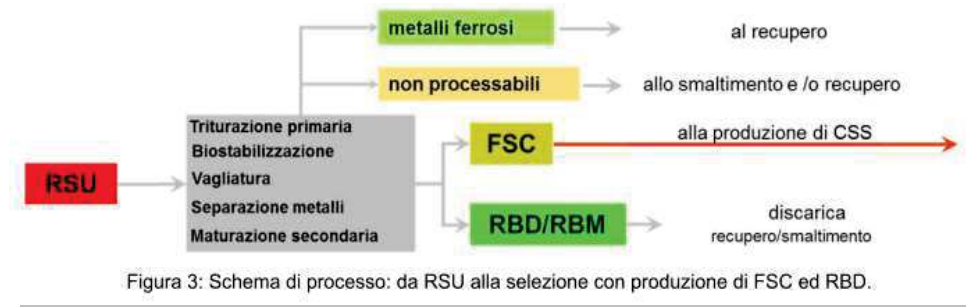 metalli ferrosi
al recupero
non processabili
allo smaltimento e /o recupero
RSU
Triturazione primaria
Biostabilizzazione
Vagliatura
Separazione metalli
Maturazione secondaria
FSC
alla produzione di CSS
RBD/RBM
discarica
recupero/smaltimento
Figura 3: Schema di processo: da RSU alla selezione con produzione di FSC ed RBD.